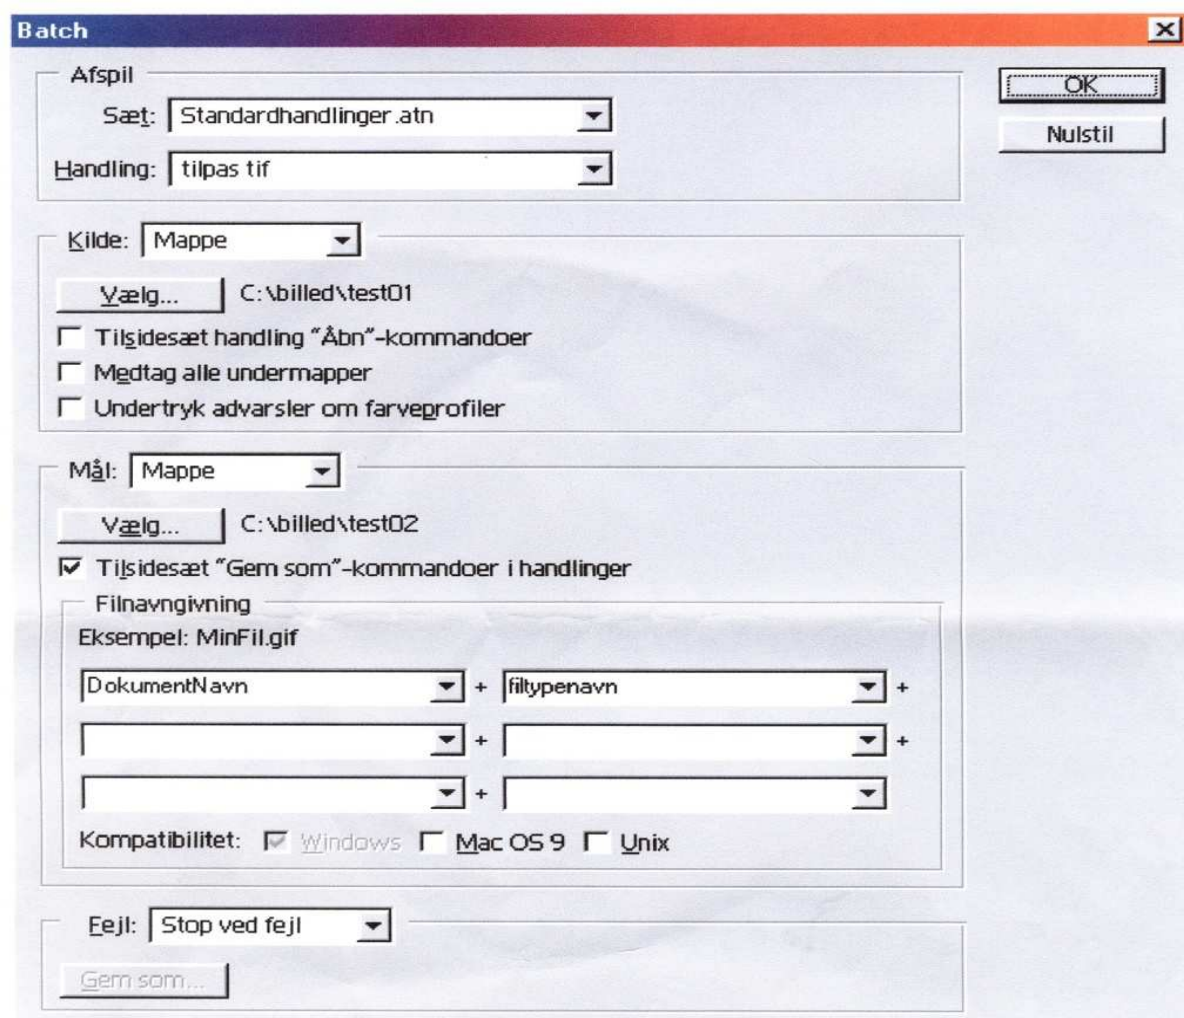 Batch
Afspil
OK
Sæt: Standardhandlinger.atn
Nulstil
Handling: tilpas tif
Kilde: Mappe
Vælg... C:\billed\test01
Tilsidesæt handling "Åbn"-kommandoer
Medtag alle undermapper
Undertryk advarsler om farveprofiler
Mål: Mappe
Vælg... C:\billed\test02
Tilsidesæt "Gem som"-kommandoer i handlinger
Filnavngivning
Eksempel: MinFil.gif
DokumentNavn + filtypenavn +
+ +
+
Kompatibilitet: Windows Mac OS 9 Unix
Fejl: Stop ved fejl
Gem som...